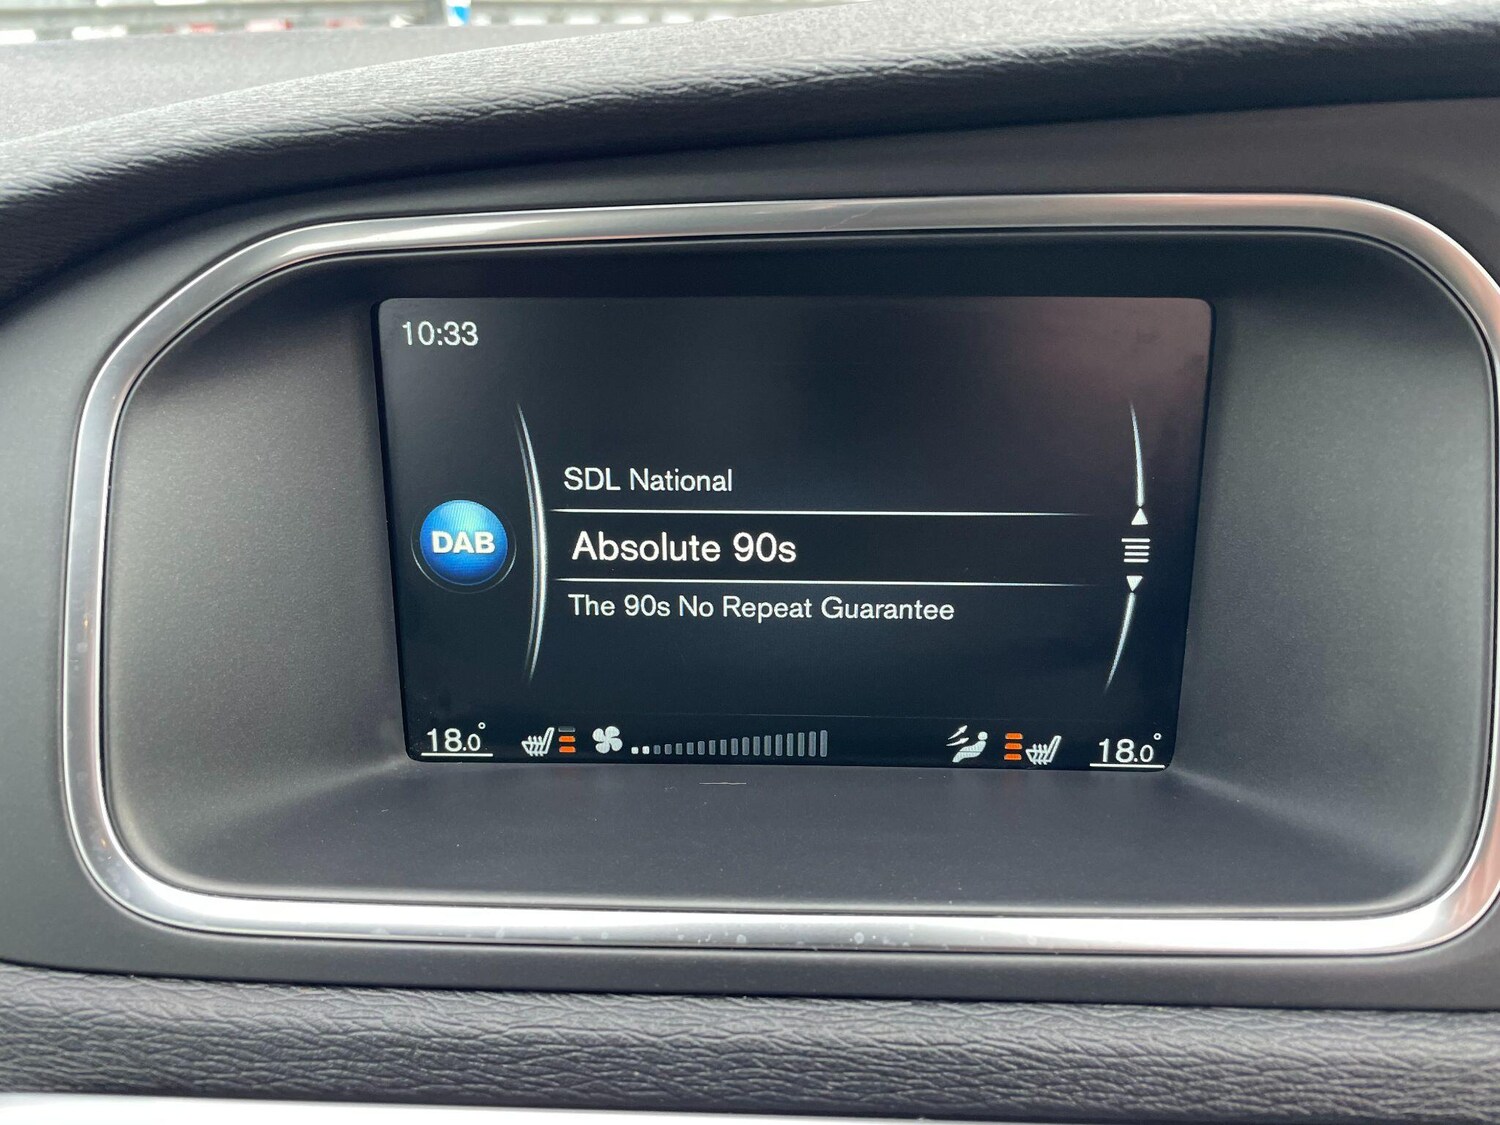 10:33
SDL National
DAB
Absolute 90s
The 90s No Repeat Guarantee
18.0°
18.0°